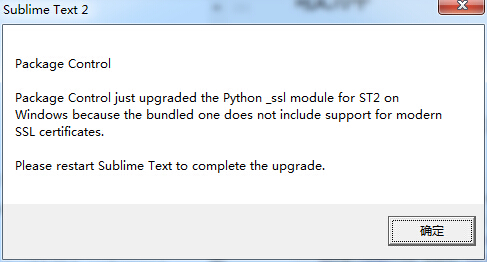 Sublime Text 2
Package Control
Package Control just upgraded the Python _ssl module for ST2 on
Windows because the bundled one does not include support for modern
SSL certificates.
Please restart Sublime Text to complete the upgrade.
确定